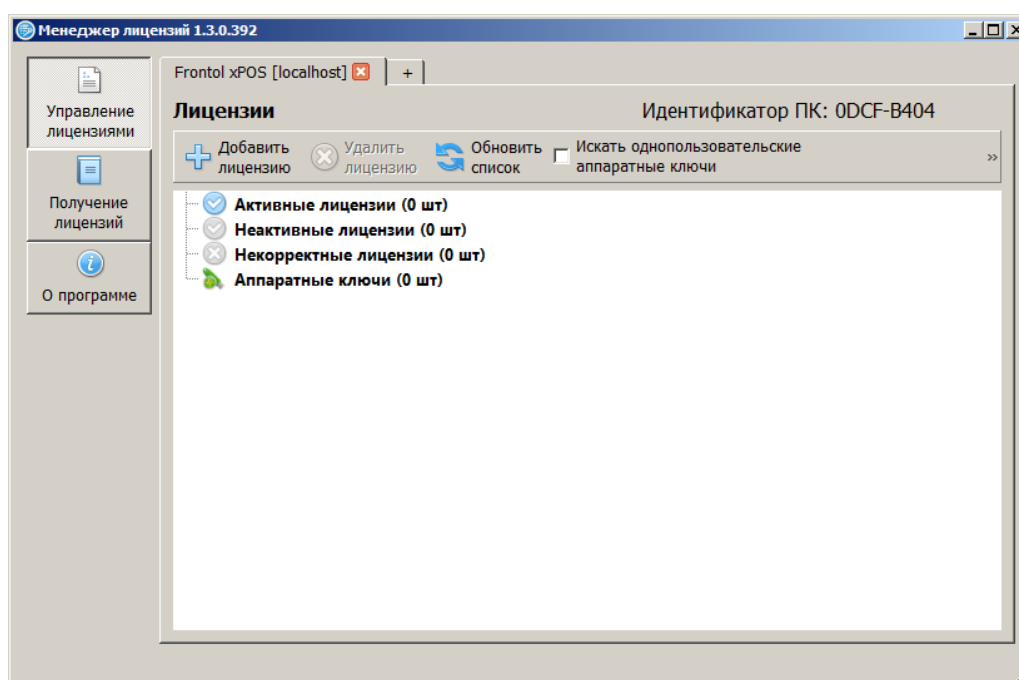 Менеджер лицензий 1.3.0.392
Frontol xPOS [localhost] +
Управление
лицензиями
Получение
лицензий
О программе
Лицензии Идентификатор ПК: 0DCF-B404
Добавить
лицензию
Удалить
лицензию
Обновить
список
Искать однопользовательские
аппаратные ключи
»
Активные лицензии (0 шт)
Неактивные лицензии (0 шт)
Некорректные лицензии (0 шт)
Аппаратные ключи (0 шт)